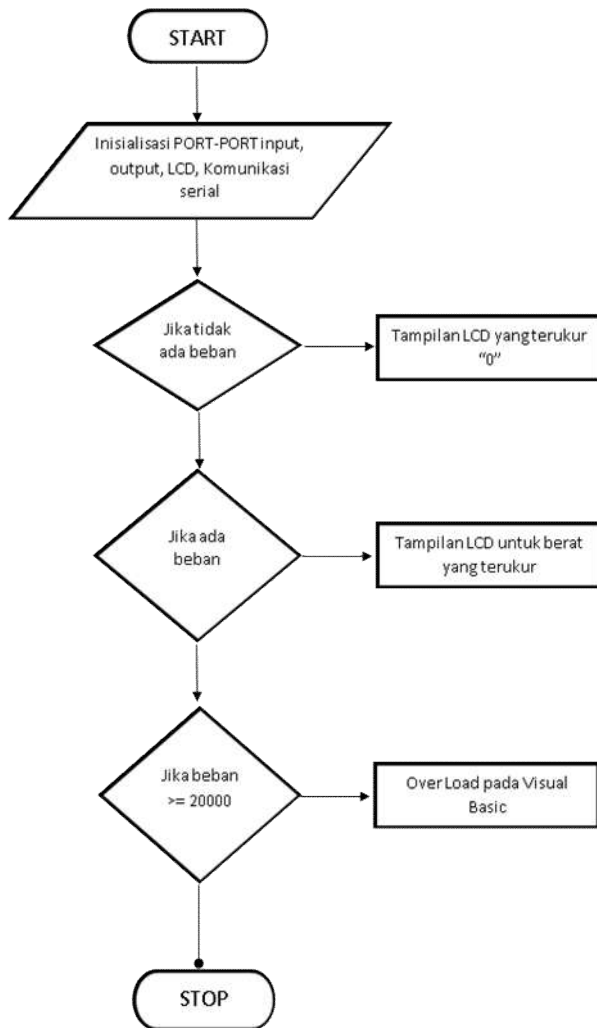 START
Inisialisasi PORT-PORT input,
output, LCD, Komunikasi
serial
Jika tidak
ada beban
Tampilan LCD yang terukur
“0”
Jika ada
beban
Tampilan LCD untuk berat
yang terukur
Jika beban
>= 20000
Over Load pada Visual
Basic
STOP